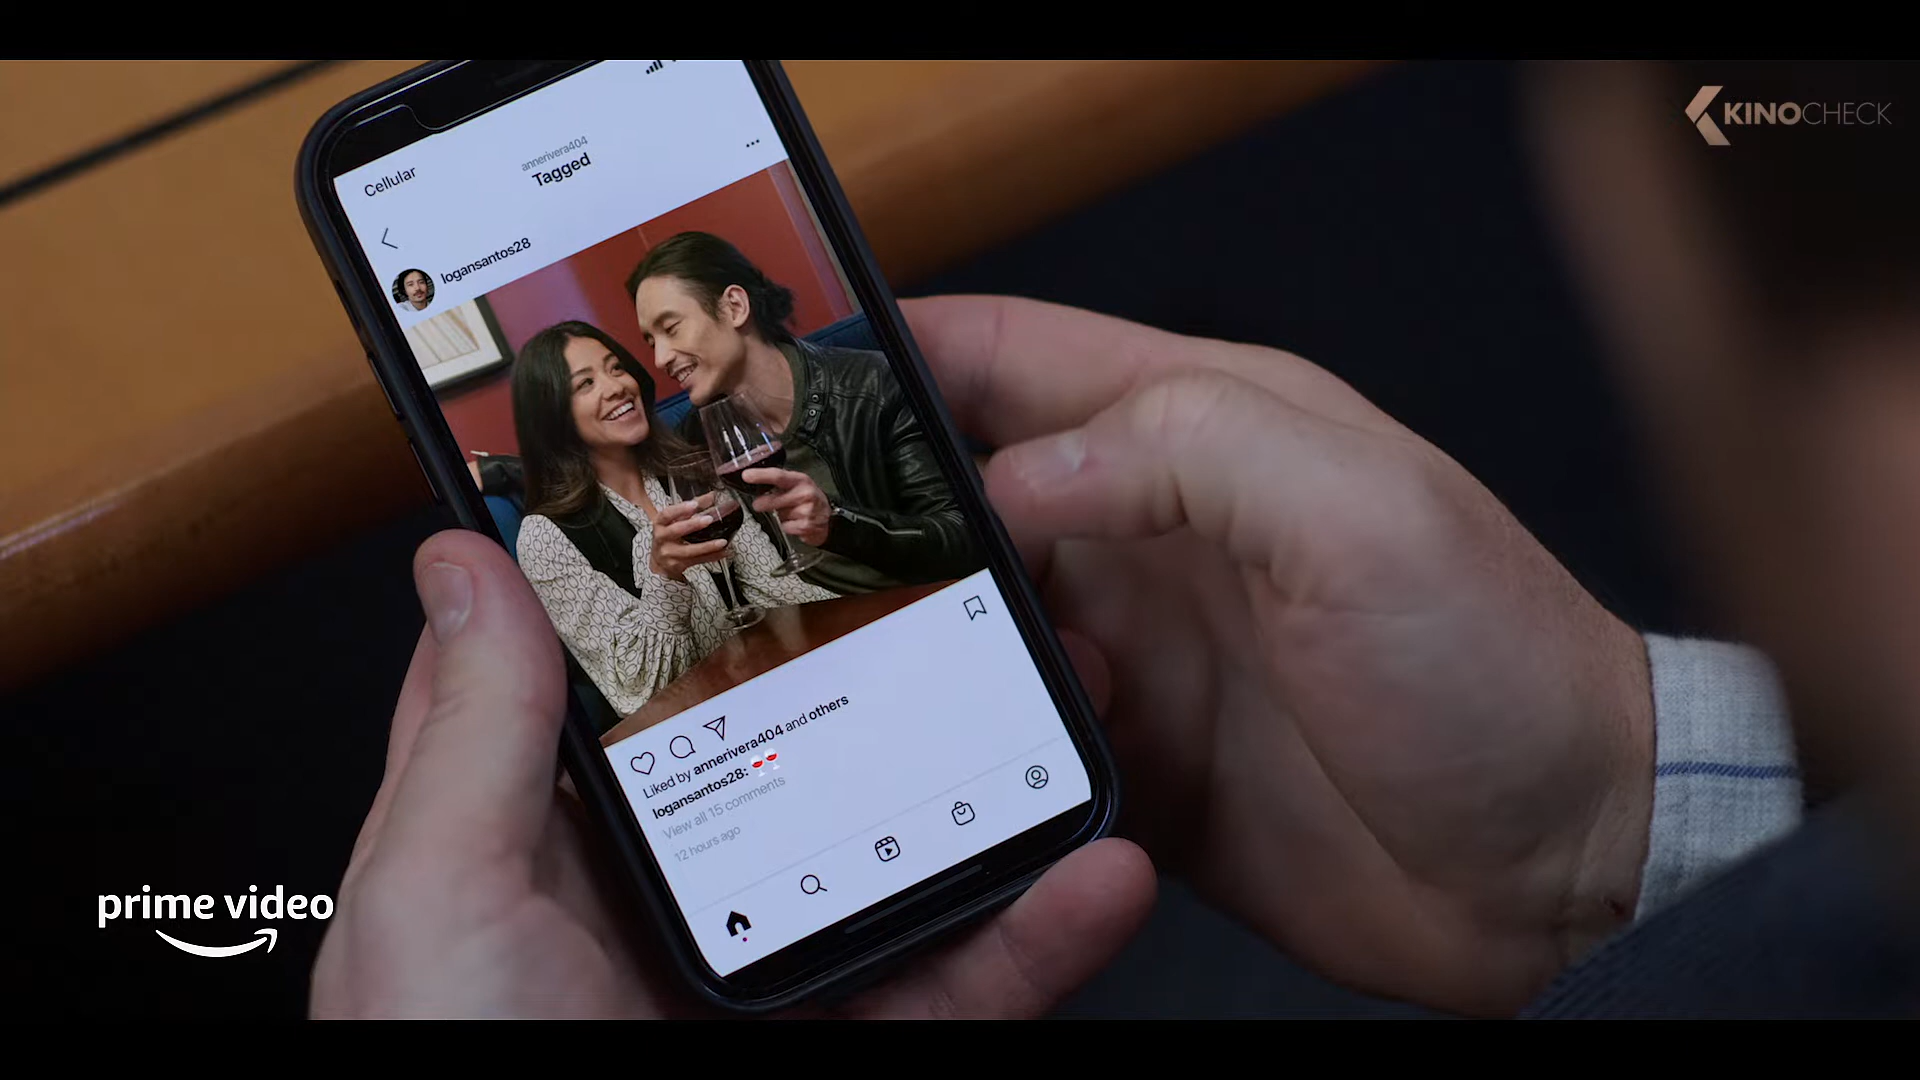 KINOCHECK
Cellular
annerivera404
Tagged
logansantos28
Liked by annerivera404 and others
logansantos28: 🍷🍷
View all 15 comments
12 hours ago
prime video